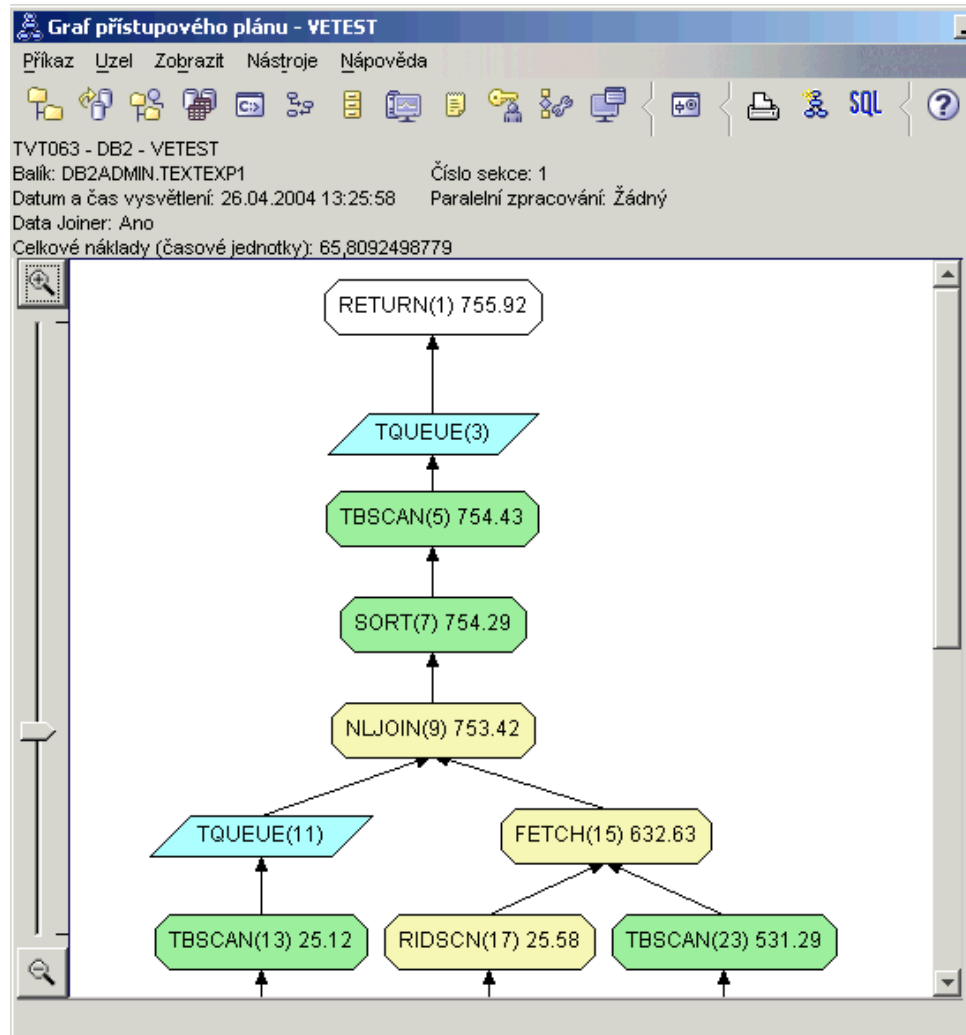 Graf přístupového plánu - VETEST
Příkaz Uzel Zobrazit Nástroje Nápověda
C:> SQL ?
TVT063 - DB2 - VETEST
Balík: DB2ADMIN.TEXTEXP1 Číslo sekce: 1
Datum a čas vysvětlení: 26.04.2004 13:25:58 Paralelní zpracování: Žádný
Data Joiner: Ano
Celkové náklady (časové jednotky): 65,8092498779
RETURN(1) 755.92
TQUEUE(3)
TBSCAN(5) 754.43
SORT(7) 754.29
NLJOIN(9) 753.42
TQUEUE(11) FETCH(15) 632.63
TBSCAN(13) 25.12 RIDSCN(17) 25.58 TBSCAN(23) 531.29